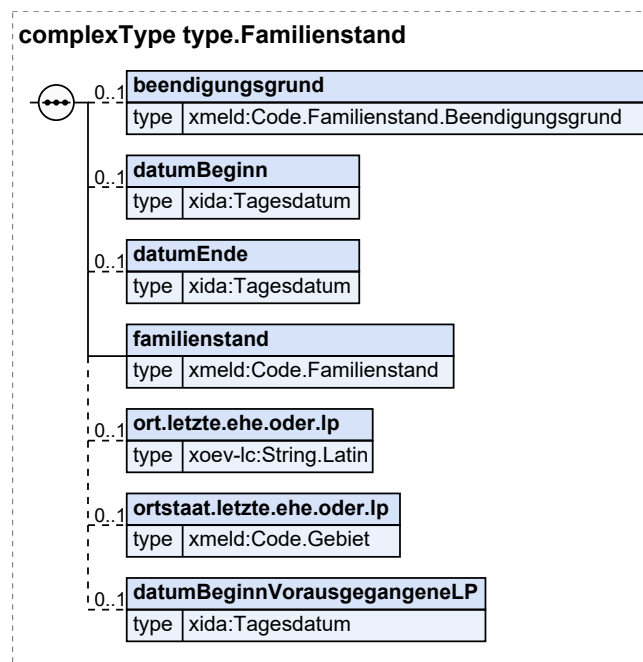 complexType type.Familienstand
0..1 beendigungsgrund
type xmeld:Code.Familienstand.Beendigungsgrund
0..1 datumBeginn
type xida:Tagesdatum
0..1 datumEnde
type xida:Tagesdatum
familienstand
type xmeld:Code.Familienstand
0..1 ort.letzte.ehe.oder.lp
type xoev-lc:String.Latin
0..1 ortstaat.letzte.ehe.oder.lp
type xmeld:Code.Gebiet
0..1 datumBeginnVorausgegangeneLP
type xida:Tagesdatum